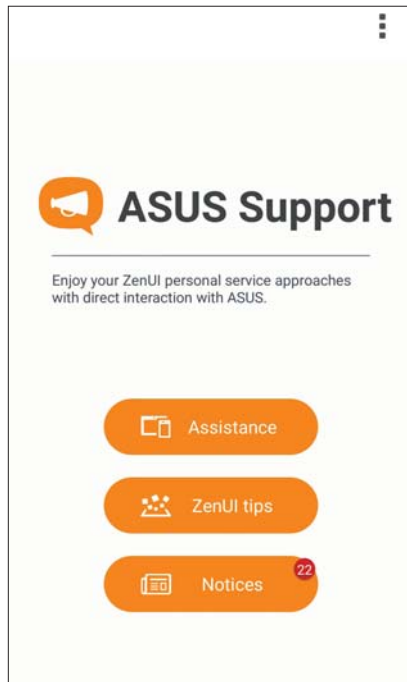 ASUS Support
Enjoy your ZenUI personal service approaches
with direct interaction with ASUS.
Assistance
ZenUI tips
22
Notices